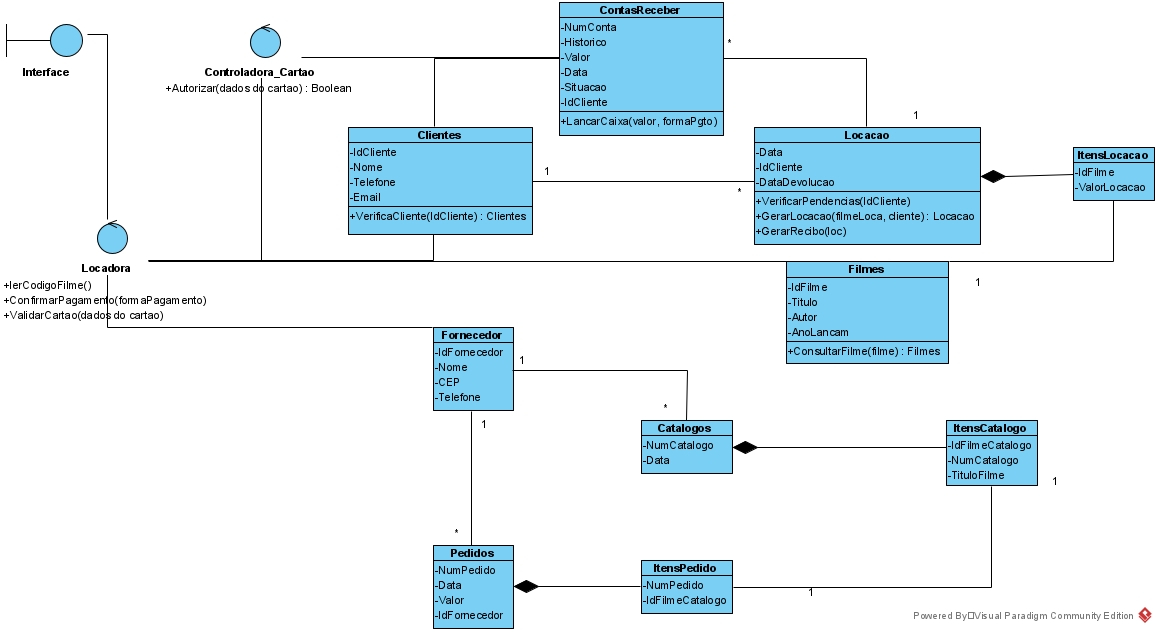 Interface
Controladora_Cartao
+Autorizar(dados do cartao) : Boolean
ContasReceber
-NumConta
-Historico
-Valor
-Data
-Situacao
-IdCliente
+LancarCaixa(valor, formaPgto)
*
1
Clientes
-IdCliente
-Nome
-Telefone
-Email
+VerificaCliente(IdCliente) : Clientes
1
*
Locacao
-Data
-IdCliente
-DataDevolucao
+VerificarPendencias(IdCliente)
+GerarLocacao(filmeLoca, cliente) : Locacao
+GerarRecibo(loc)
ItensLocacao
-IdFilme
-ValorLocacao
Locadora
+lerCodigoFilme()
+ConfirmarPagamento(formaPagamento)
+ValidarCartao(dados do cartao)
Filmes
-IdFilme
-Titulo
-Autor
-AnoLancam
+ConsultarFilme(filme) : Filmes
1
Fornecedor
-IdFornecedor
-Nome
-CEP
-Telefone
1
*
1
Catalogos
-NumCatalogo
-Data
ItensCatalogo
-IdFilmeCatalogo
-NumCatalogo
-TituloFilme
1
*
Pedidos
-NumPedido
-Data
-Valor
-IdFornecedor
ItensPedido
-NumPedido
-IdFilmeCatalogo
1
Powered By Visual Paradigm Community Edition